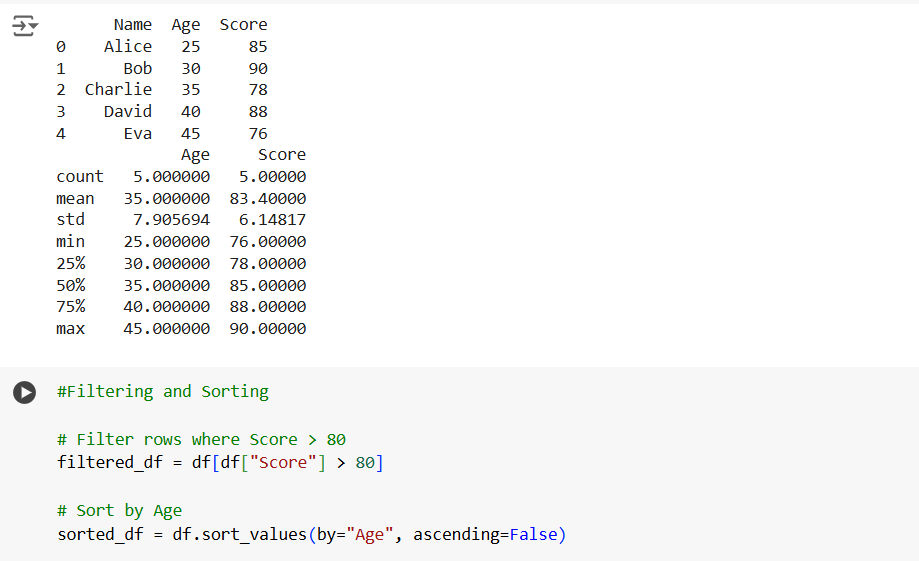 Name  Age  Score
0    Alice   25     85
1      Bob   30     90
2  Charlie   35     78
3    David   40     88
4      Eva   45     76
             Age     Score
count   5.000000   5.00000
mean   35.000000  83.40000
std     7.905694   6.14817
min    25.000000  76.00000
25%    30.000000  78.00000
50%    35.000000  85.00000
75%    40.000000  88.00000
max    45.000000  90.00000
#Filtering and Sorting
# Filter rows where Score > 80
filtered_df = df[df["Score"] > 80]
# Sort by Age
sorted_df = df.sort_values(by="Age", ascending=False)